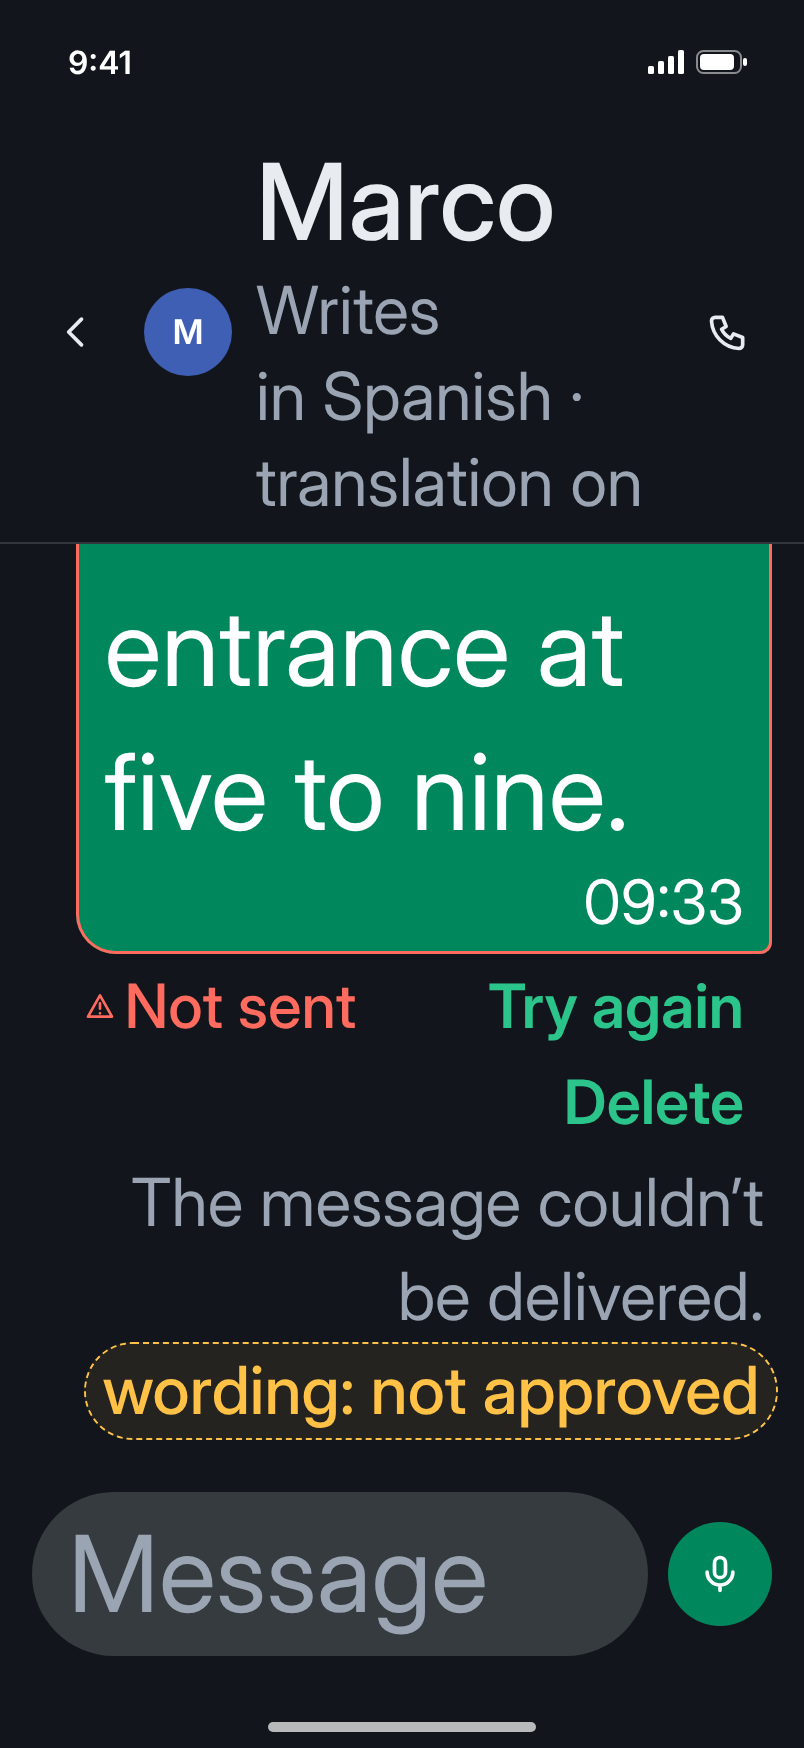 9:41
Marco
M
Writes
in Spanish ·
translation on
entrance at
five to nine.
09:33
Not sent
Try again
Delete
The message couldn’t
be delivered.
wording: not approved
Message